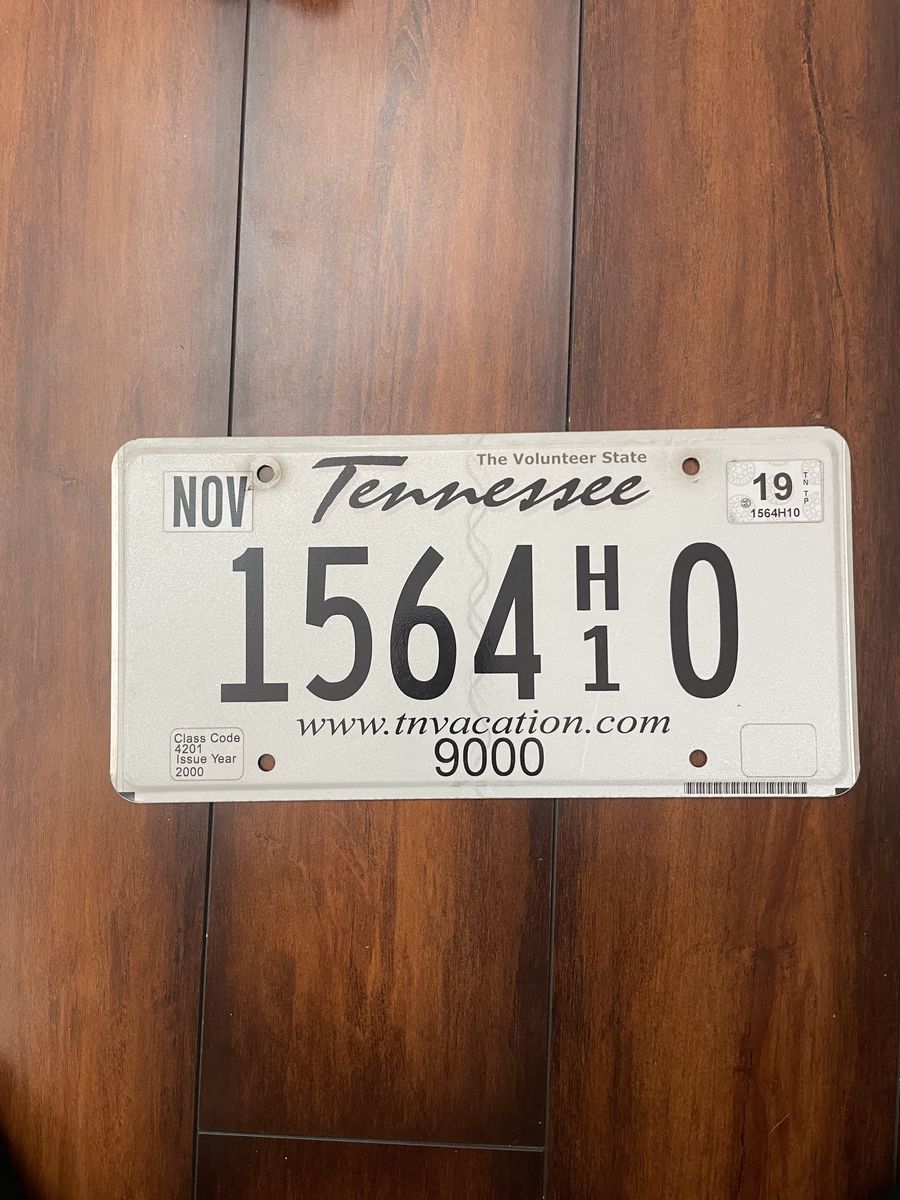 The Volunteer State
NOV
Tennessee
19
TN TP
1564H10
1564 H1 0
www.tnvacation.com
9000
Class Code
4201
Issue Year
2000